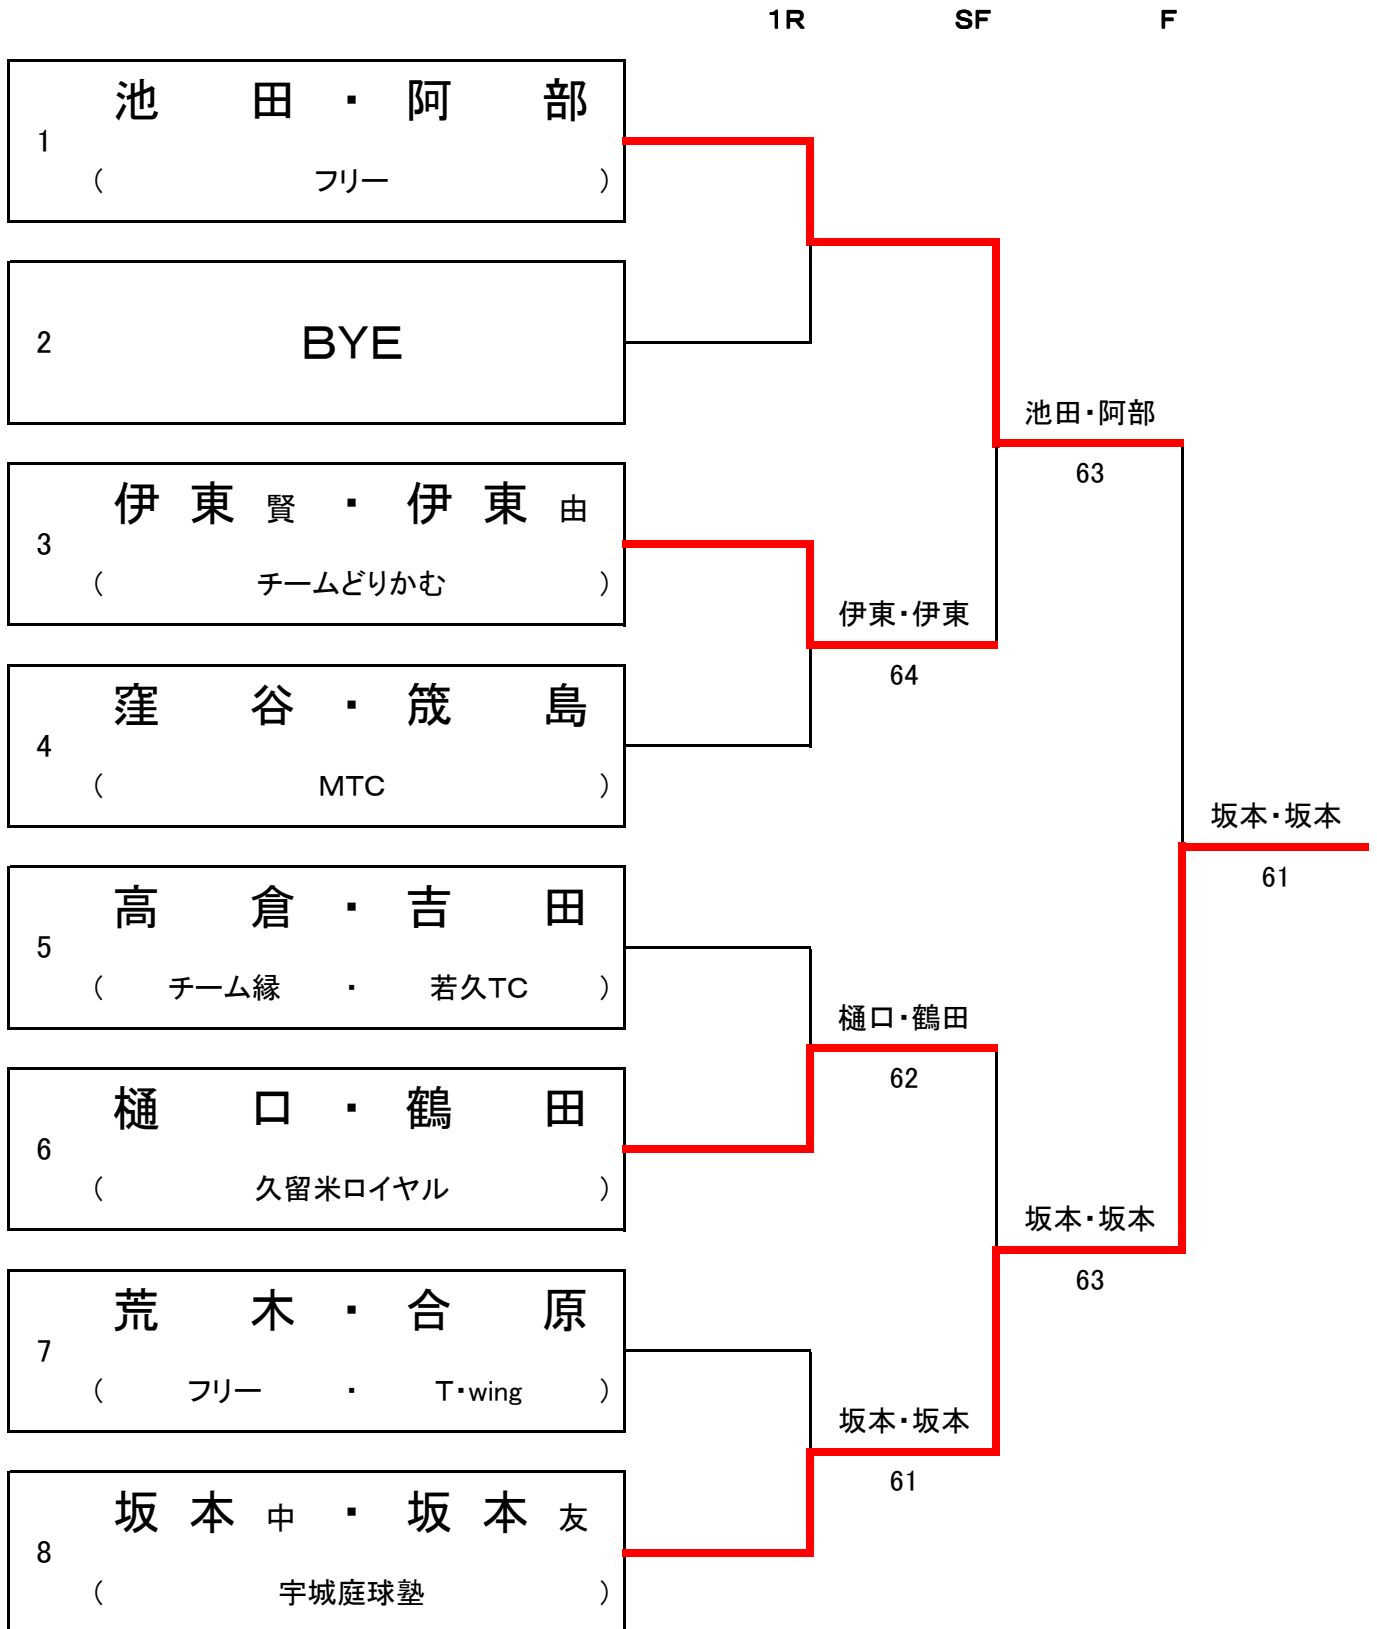 1R SF F
池田・阿部
1
( フリー )
2 BYE
池田・阿部
63
伊東賢・伊東由
3
( チームどりかむ )
伊東・伊東
64
窪谷・筬島
4
( MTC )
坂本・坂本
61
高倉・吉田
5
( チーム縁 ・ 若久TC )
樋口・鶴田
62
樋口・鶴田
6
( 久留米ロイヤル )
坂本・坂本
63
荒木・合原
7
( フリー ・ T・wing )
坂本・坂本
61
坂本中・坂本友
8
( 宇城庭球塾 )